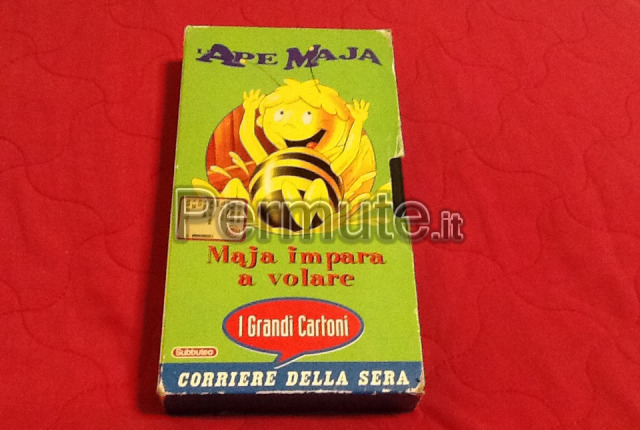 L'APE MAJA
Permute.it
Maja impara
a volare
I Grandi Cartoni
Subbuteo
CORRIERE DELLA SERA